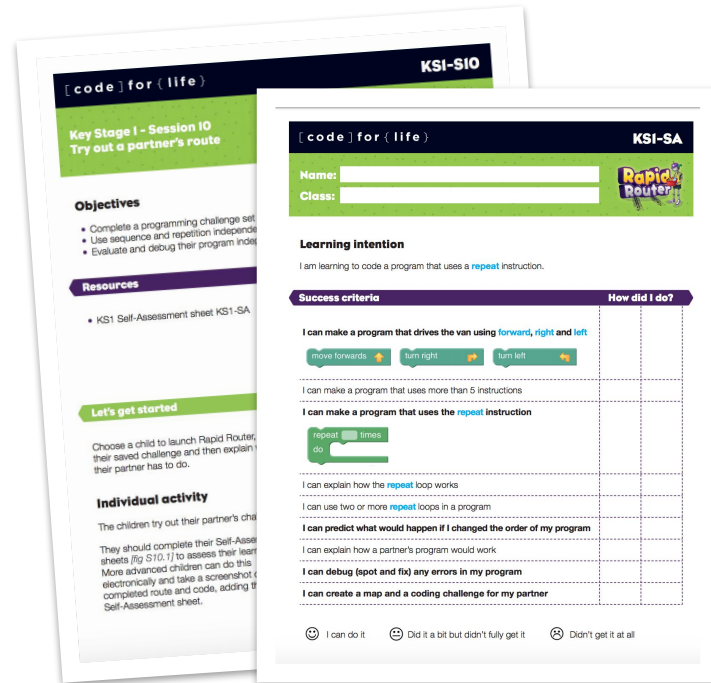 [code]for{life}
KS1-S10
Key Stage 1 - Session 10
Try out a partner's route
Objectives
• Complete a programming challenge set
• Use sequence and repetition
• Evaluate and debug their program
Resources
• KS1 Self-Assessment sheet KS1-SA
Let's get started
Choose a child to launch Rapid Router,
their saved challenge and then explain
their partner has to do.
Individual activity
The children try out their partner's
They should complete their
sheets [fig S10.1] to assess their
More advanced children can do this
electronically and take a screenshot
completed route and code, adding
Self-Assessment sheet.
[code]for{life}
KS1-SA
Name:
Class:
Rapid
Router
Learning intention
I am learning to code a program that uses a repeat instruction.
Success criteria
How did I do?
I can make a program that drives the van using forward, right and left
move forwards
turn right
turn left
I can make a program that uses more than 5 instructions
I can make a program that uses the repeat instruction
repeat times
do
I can explain how the repeat loop works
I can use two or more repeat loops in a program
I can predict what would happen if I changed the order of my program
I can explain how a partner's program would work
I can debug (spot and fix) any errors in my program
I can create a map and a coding challenge for my partner
I can do it
Did it a bit but didn't fully get it
Didn't get it at all